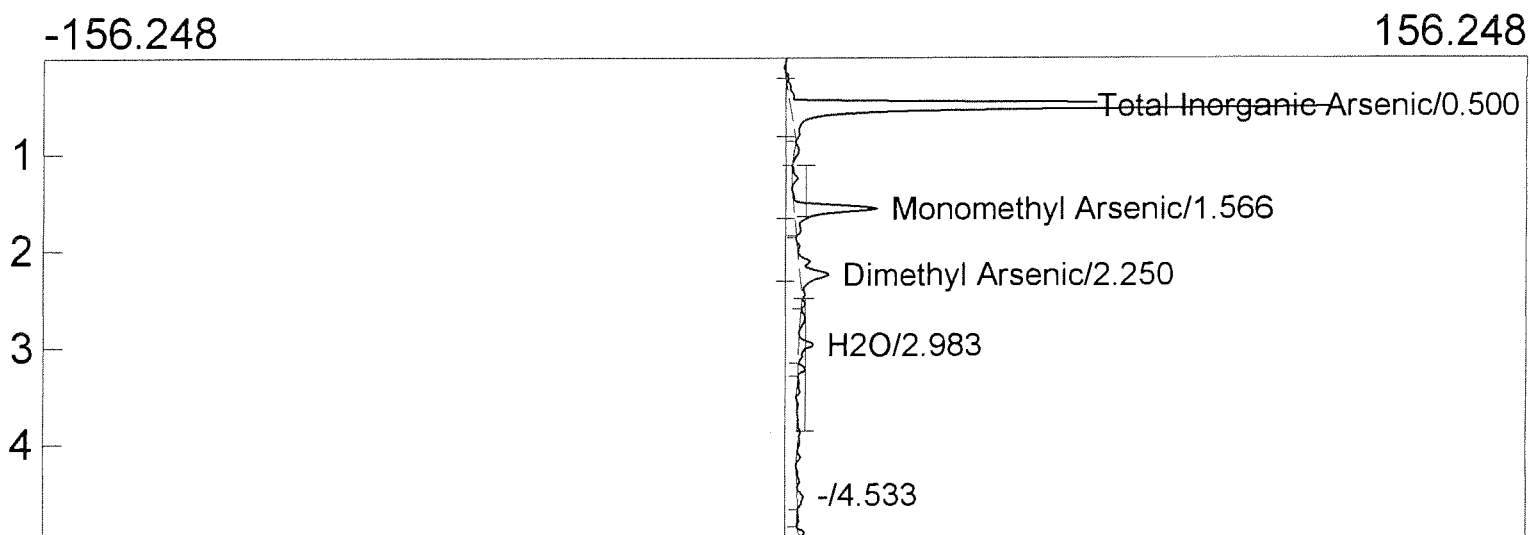 -156.248 156.248
Total Inorganic Arsenic/0.500
1
Monomethyl Arsenic/1.566
2
Dimethyl Arsenic/2.250
3
H2O/2.983
4
-/4.533